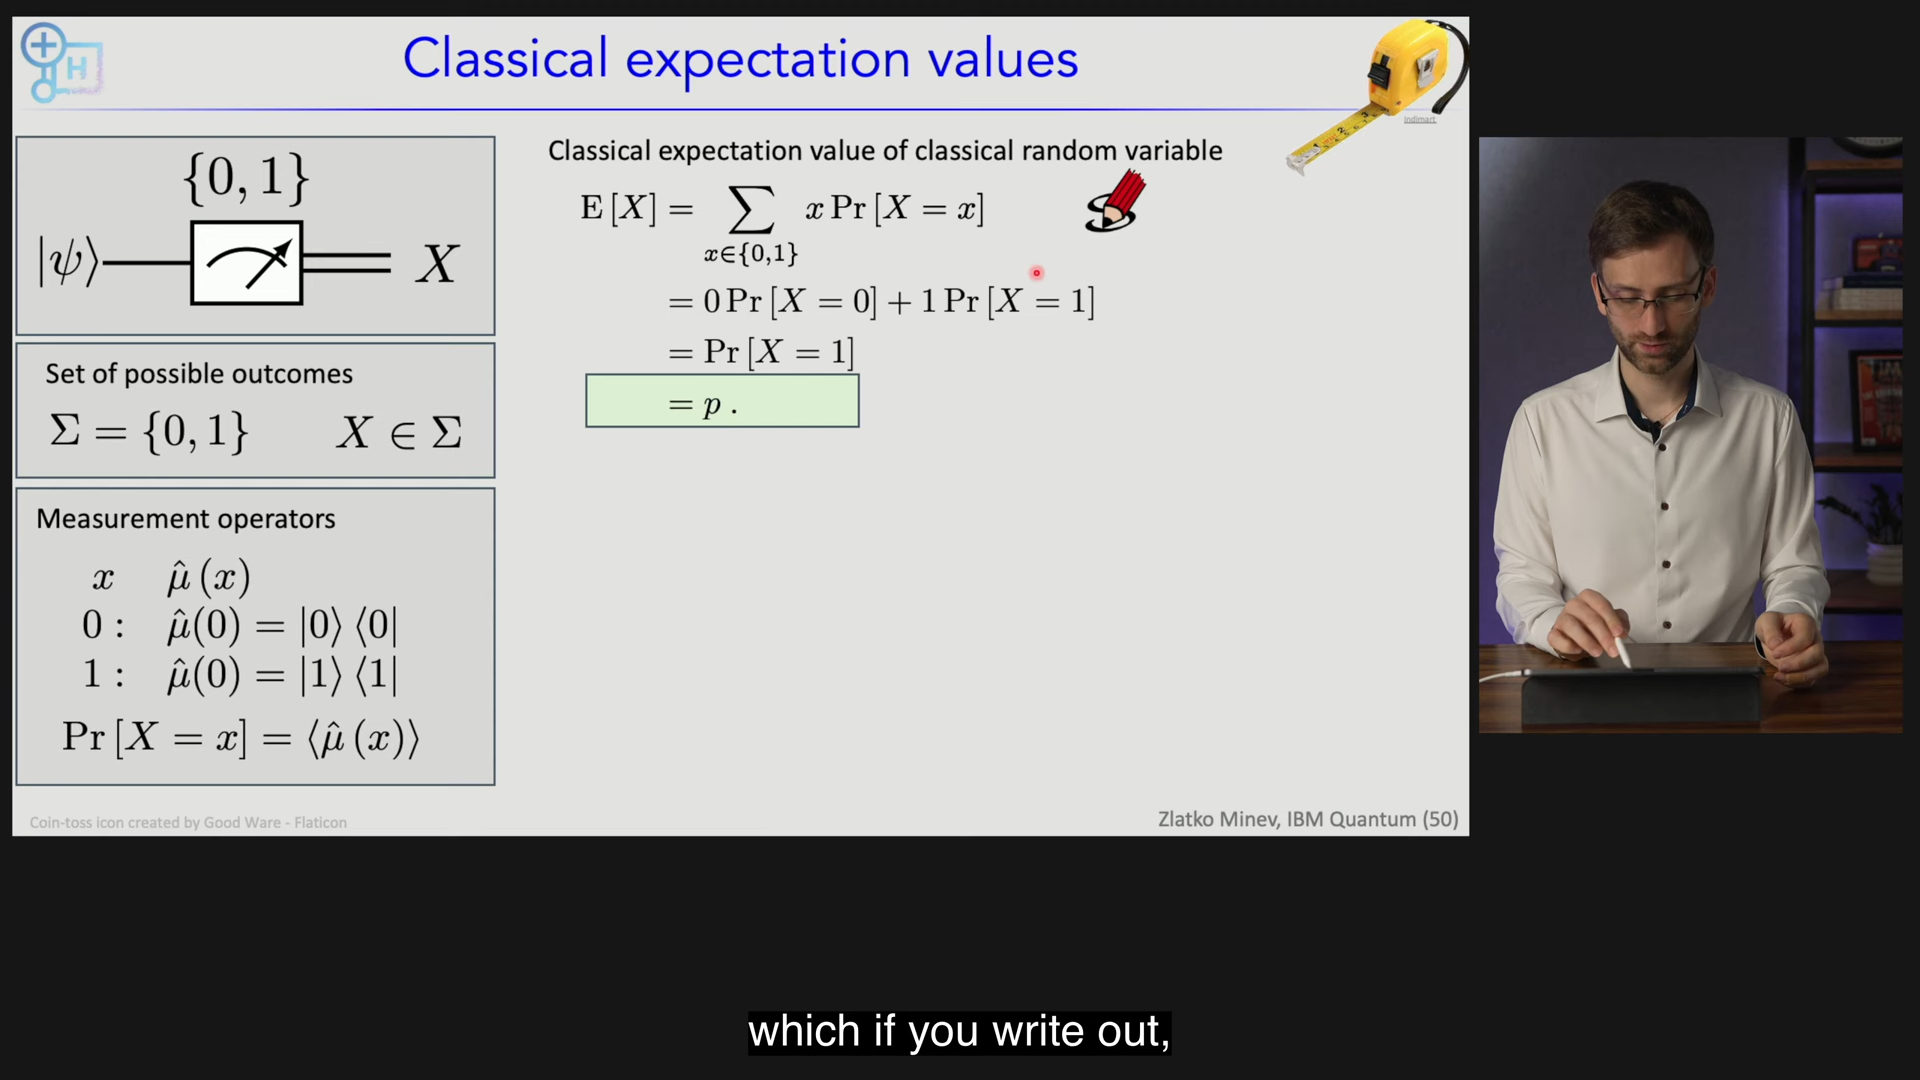 Classical expectation values
H
indimart
{0, 1}
|ψ⟩ X
Set of possible outcomes
Σ = {0, 1} X ∈ Σ
Measurement operators
x μ̂ (x)
0 : μ̂(0) = |0⟩ ⟨0|
1 : μ̂(0) = |1⟩ ⟨1|
Pr [X = x] = ⟨μ̂ (x)⟩
Classical expectation value of classical random variable
E [X] = ∑ x Pr [X = x]
x∈{0,1}
= 0 Pr [X = 0] + 1 Pr [X = 1]
= Pr [X = 1]
= p .
Coin-toss icon created by Good Ware - Flaticon
Zlatko Minev, IBM Quantum (50)
which if you write out,